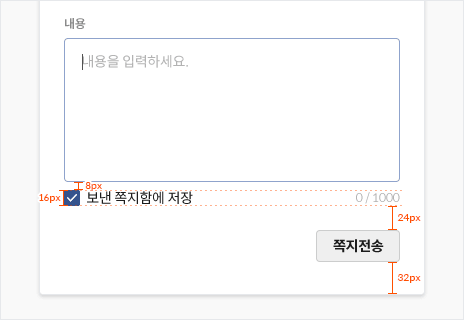 내용
내용을 입력하세요.
8px
16px
보낸 쪽지함에 저장
0 / 1000
24px
쪽지전송
32px